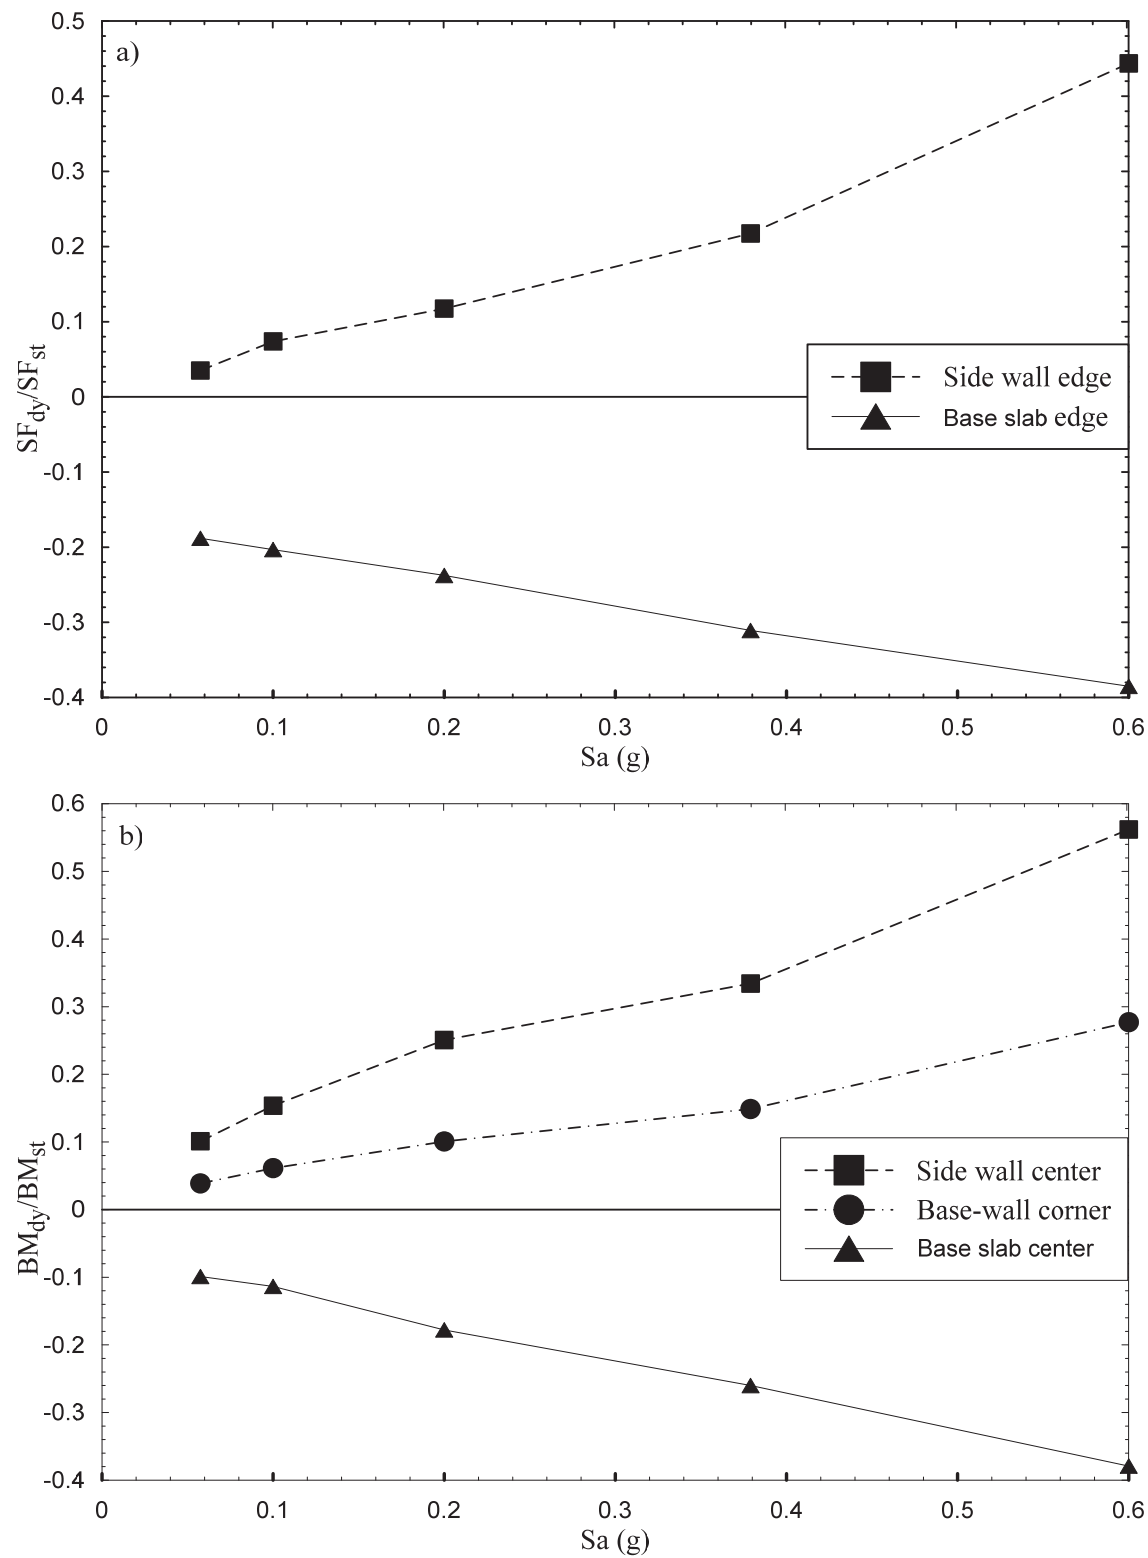 a)
0.5
0.4
0.3
0.2
0.1
0
-0.1
-0.2
-0.3
-0.4
SFdy/SFst
Side wall edge
Base slab edge
0 0.1 0.2 0.3 0.4 0.5 0.6
Sa (g)
b)
0.6
0.5
0.4
0.3
0.2
0.1
0
-0.1
-0.2
-0.3
-0.4
BMdy/BMst
Side wall center
Base-wall corner
Base slab center
0 0.1 0.2 0.3 0.4 0.5 0.6
Sa (g)